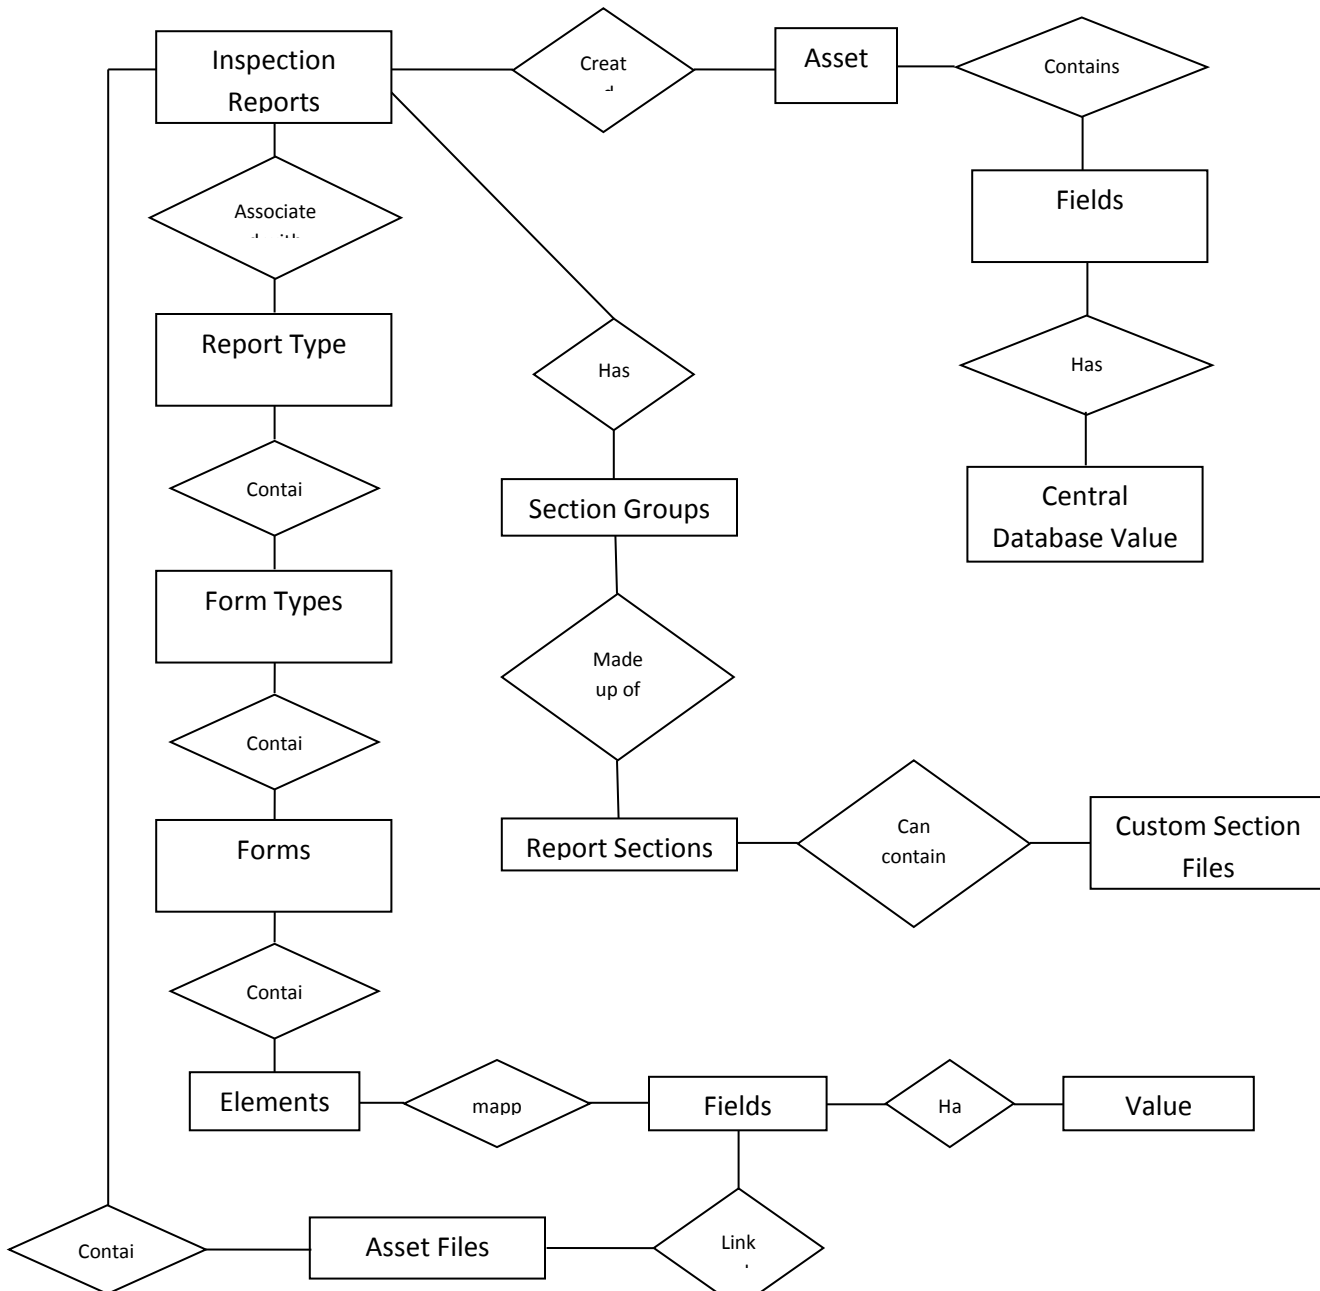 Inspection
Reports
Creat
Asset
Contains
Associate
Fields
Report Type
Has
Has
Contai
Section Groups
Central
Database Value
Form Types
Made
up of
Contai
Forms
Report Sections
Can
contain
Custom Section
Files
Contai
Elements
mapp
Fields
Ha
Value
Contai
Asset Files
Link